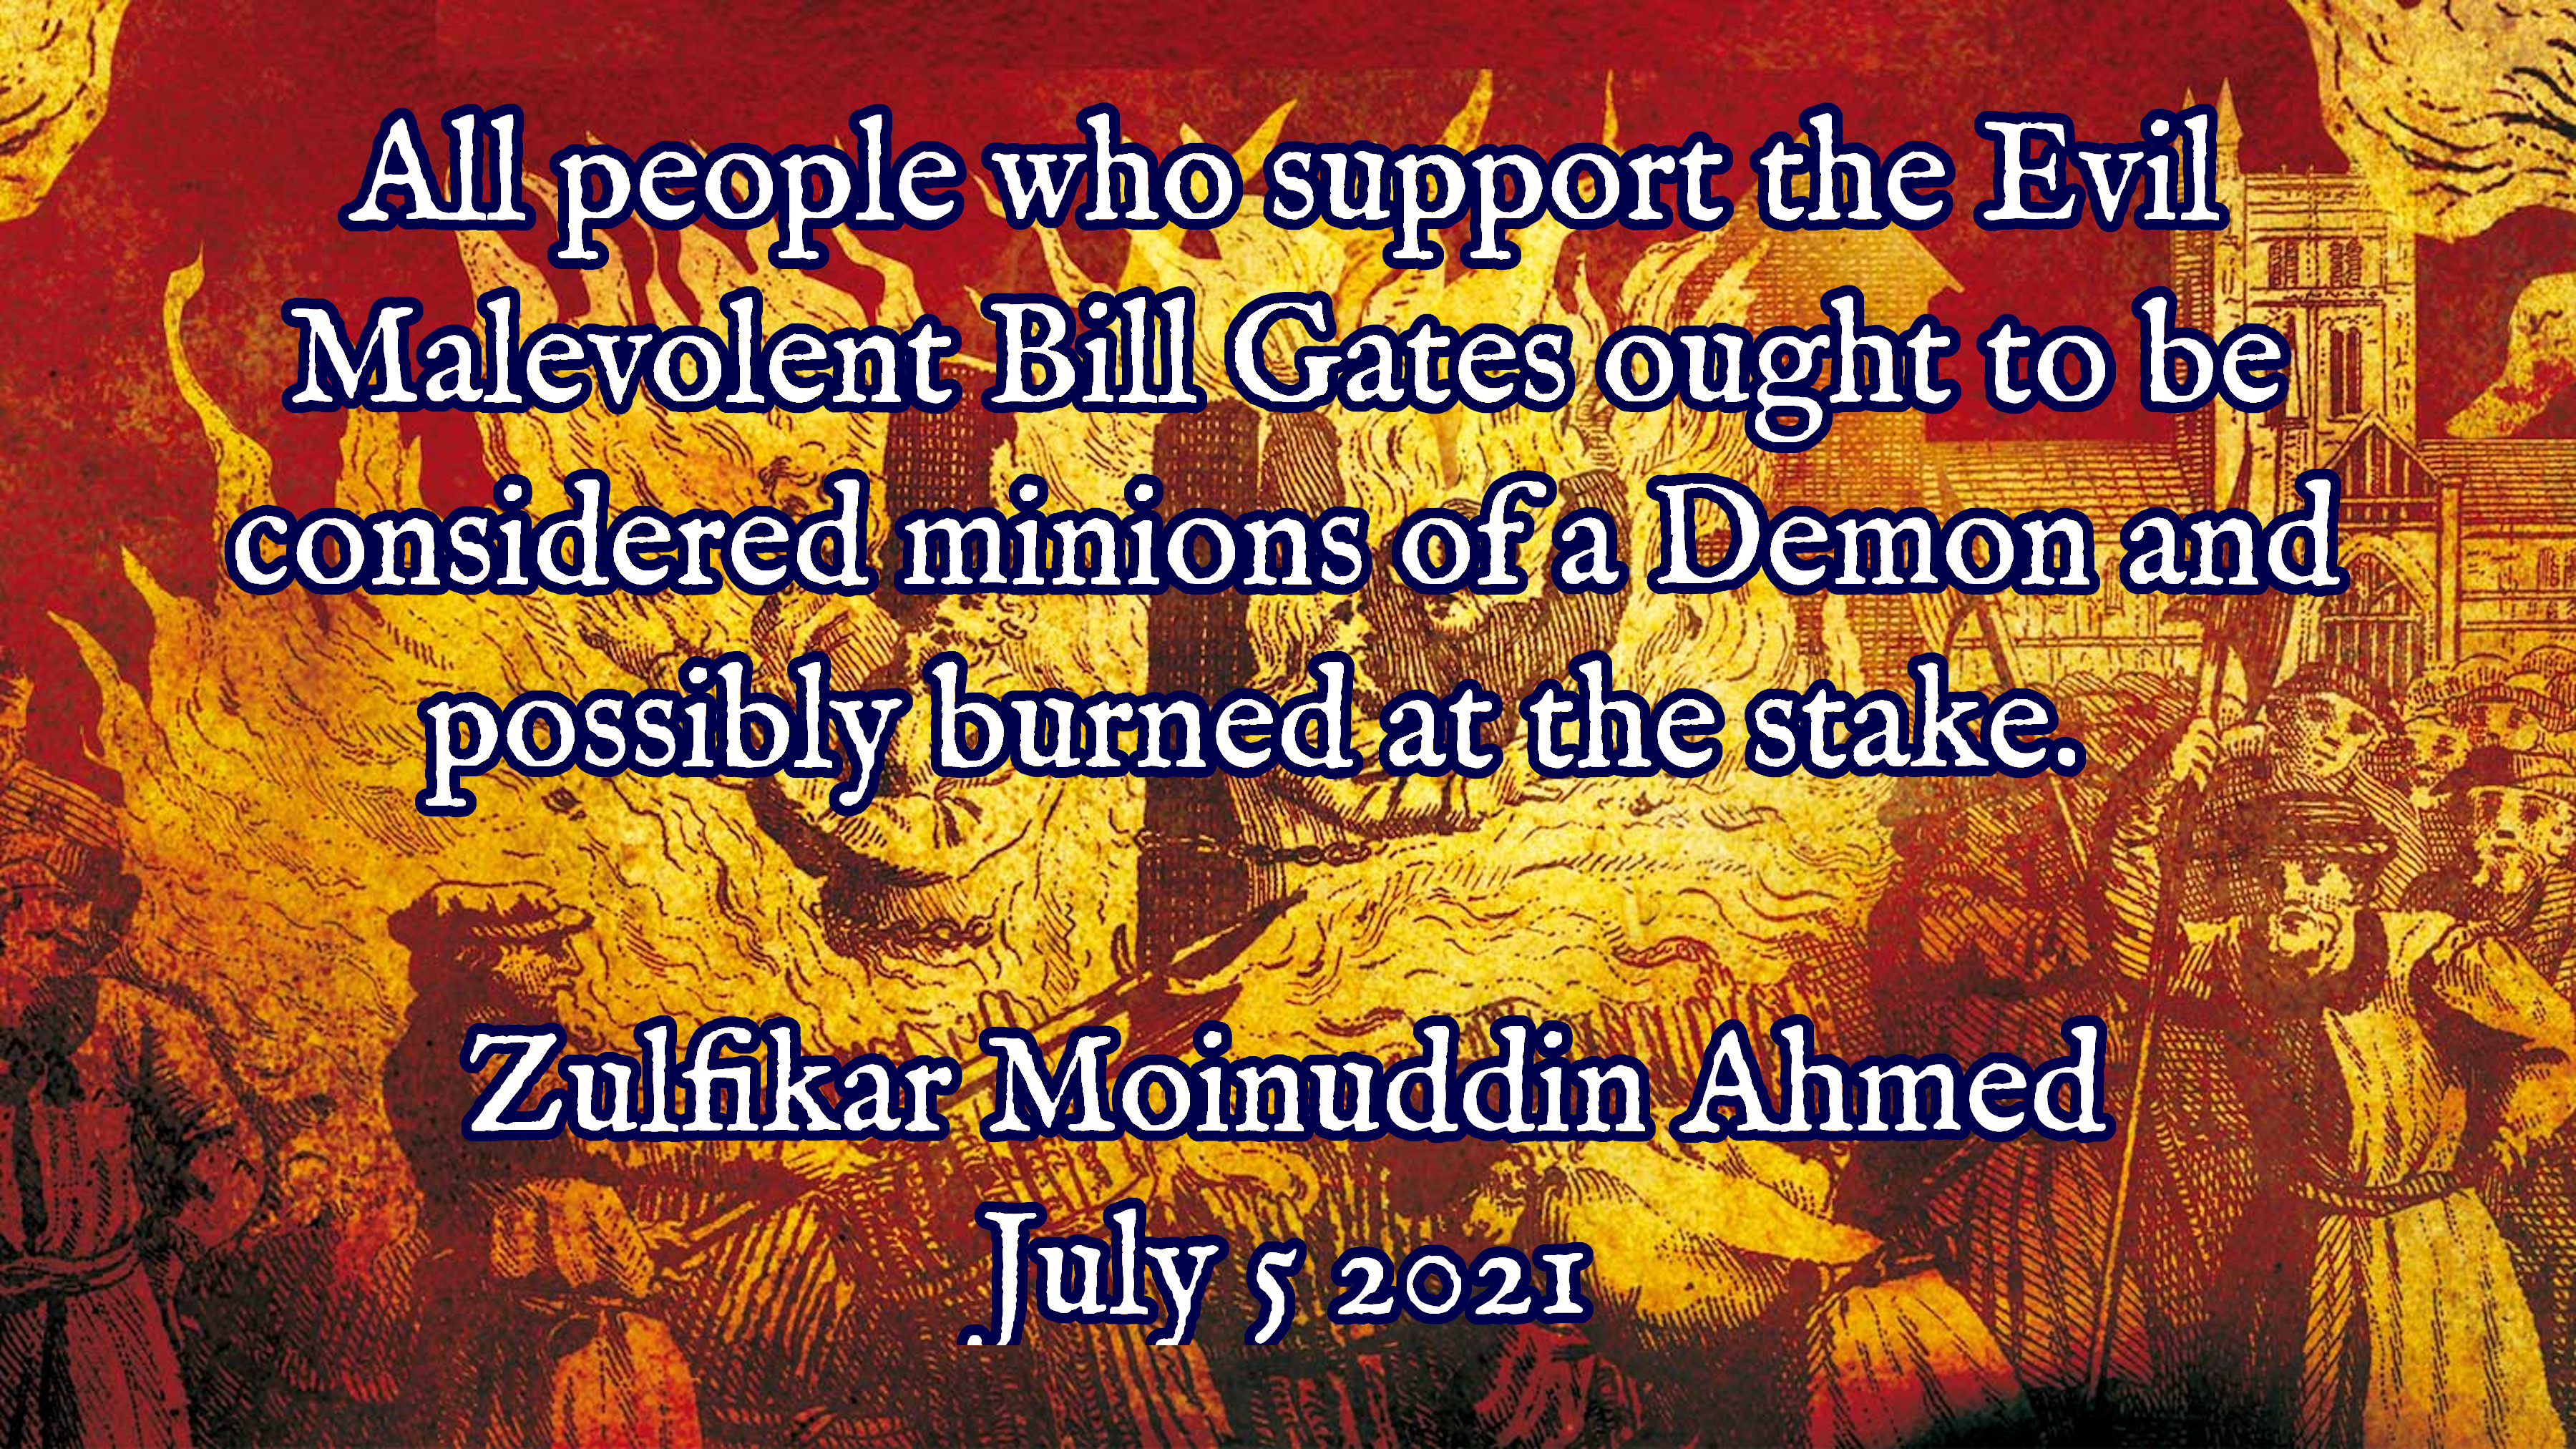 All people who support the Evil
Malevolent Bill Gates ought to be
considered minions of a Demon and
possibly burned at the stake.
Zulfikar Moinuddin Ahmed
July 5 2021